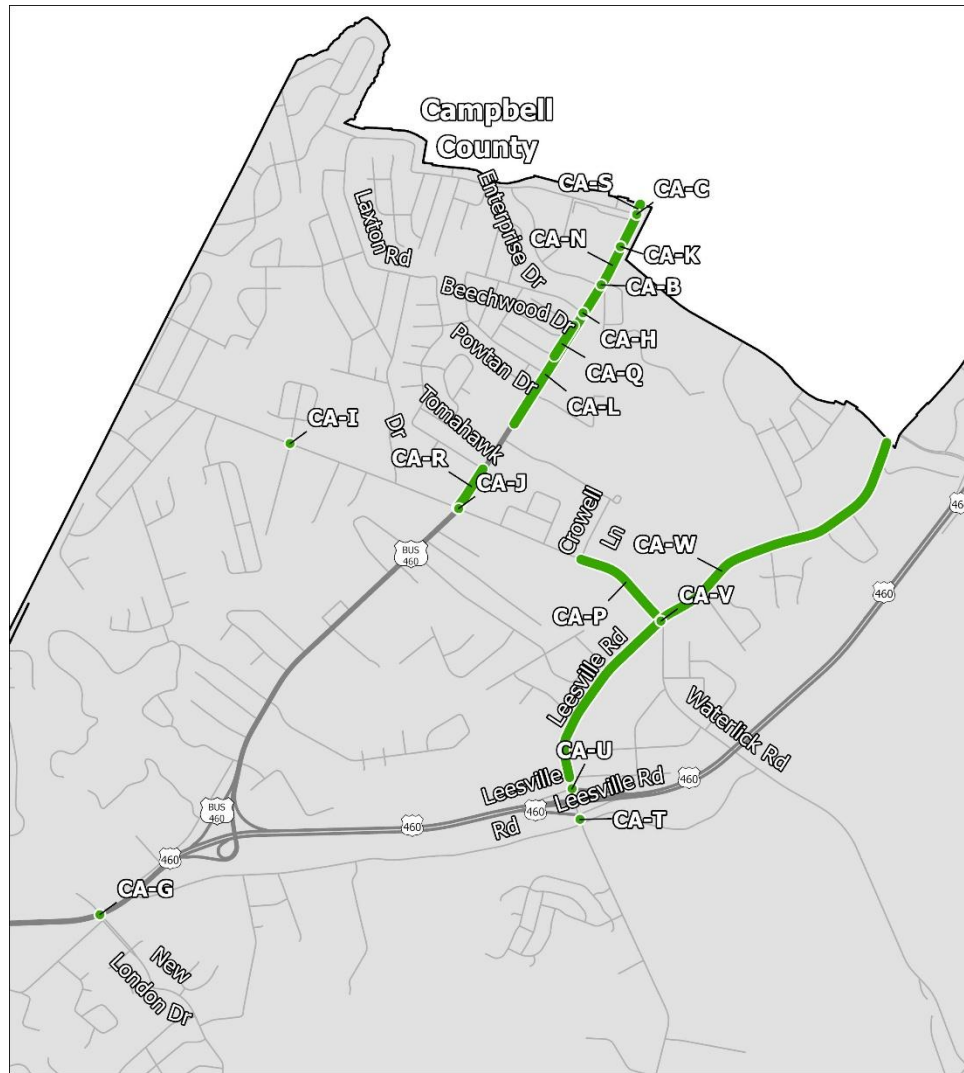 Campbell
County
CA-S
CA-C
Laxton Rd
Enterprise Dr
CA-N
CA-K
CA-B
Beechwood Dr
CA-H
Powtan Dr
CA-Q
CA-L
Tomahawk
Dr
CA-I
CA-R
CA-J
Crowell
Ln
460
BUS
460
CA-W
460
CA-P
CA-V
Leesville Rd
Waterlick Rd
CA-U
Leesville
Rd
Leesville Rd
460
BUS
460
460
460
CA-T
460
CA-G
New
London Dr